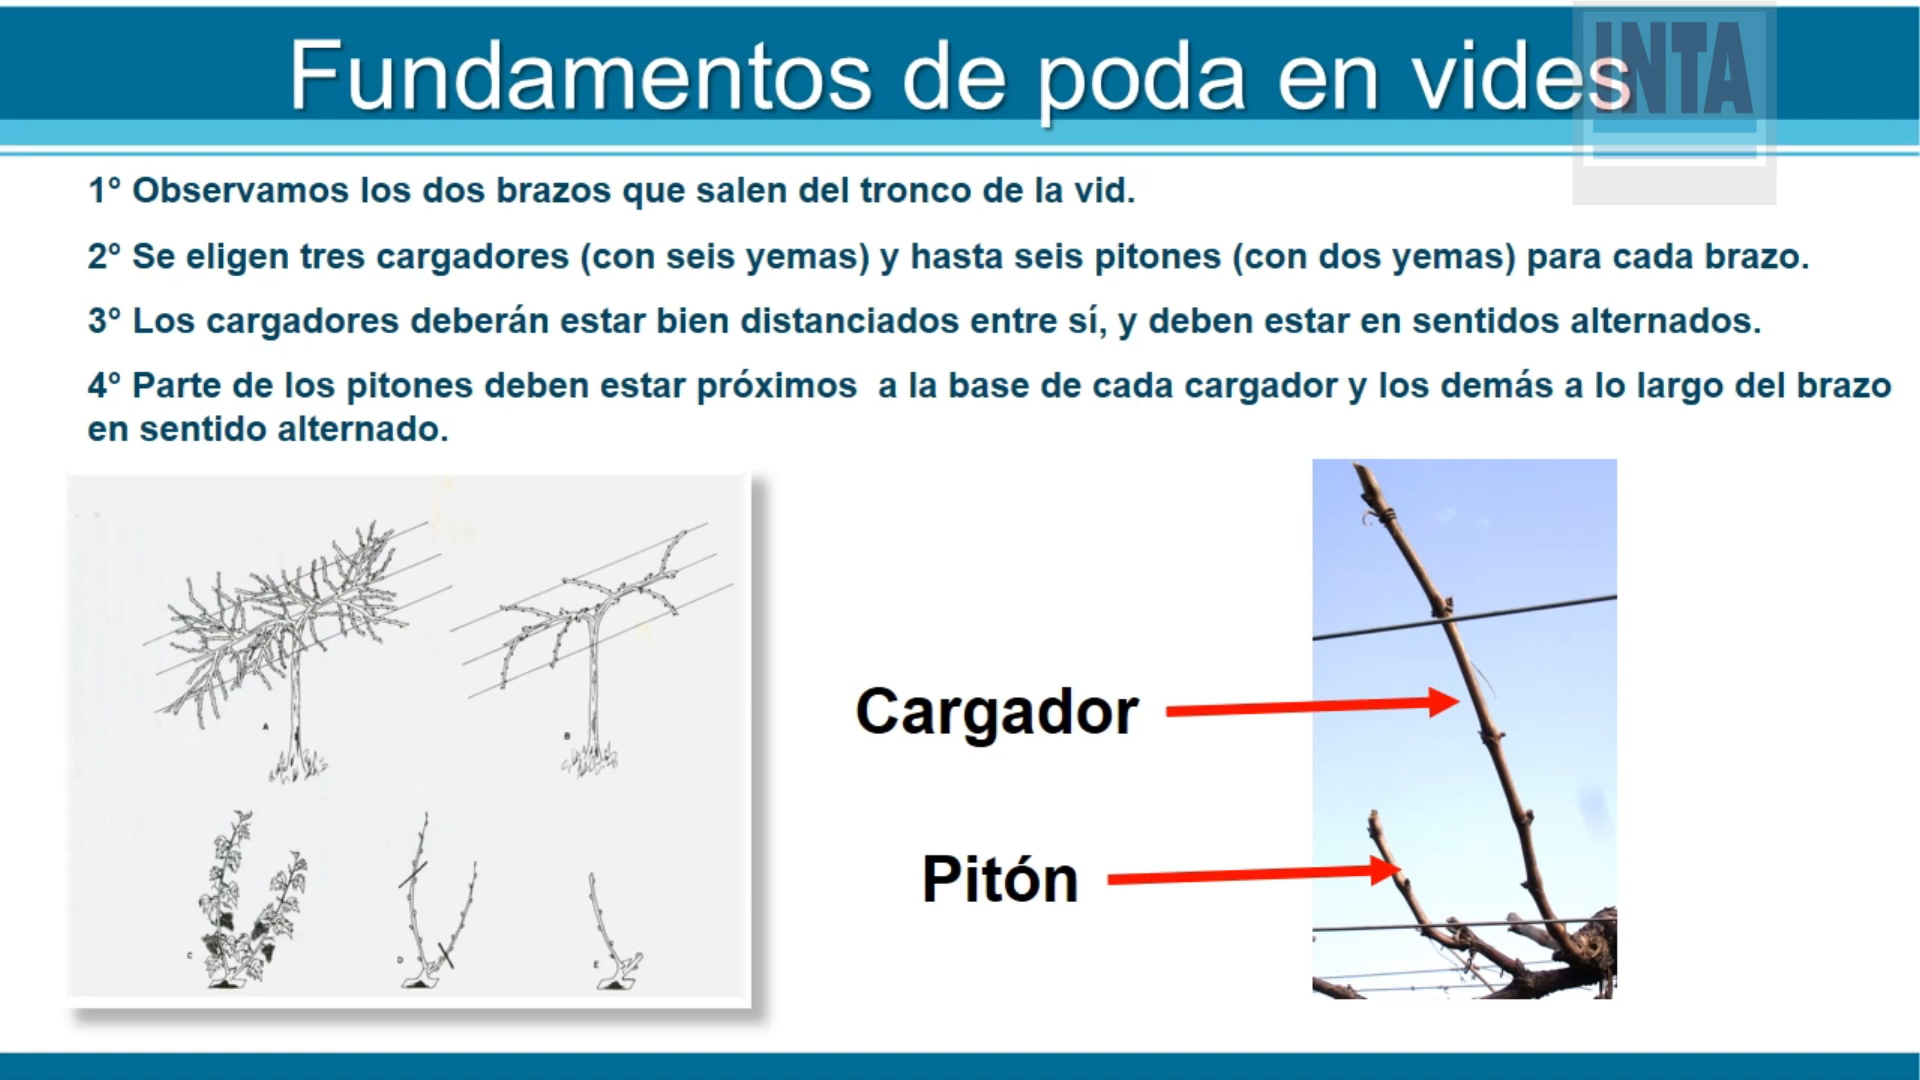 Fundamentos de poda en vides
INTA
1° Observamos los dos brazos que salen del tronco de la vid.
2° Se eligen tres cargadores (con seis yemas) y hasta seis pitones (con dos yemas) para cada brazo.
3° Los cargadores deberán estar bien distanciados entre sí, y deben estar en sentidos alternados.
4° Parte de los pitones deben estar próximos  a la base de cada cargador y los demás a lo largo del brazo
en sentido alternado.
A
B
C
D
E
Cargador
Pitón